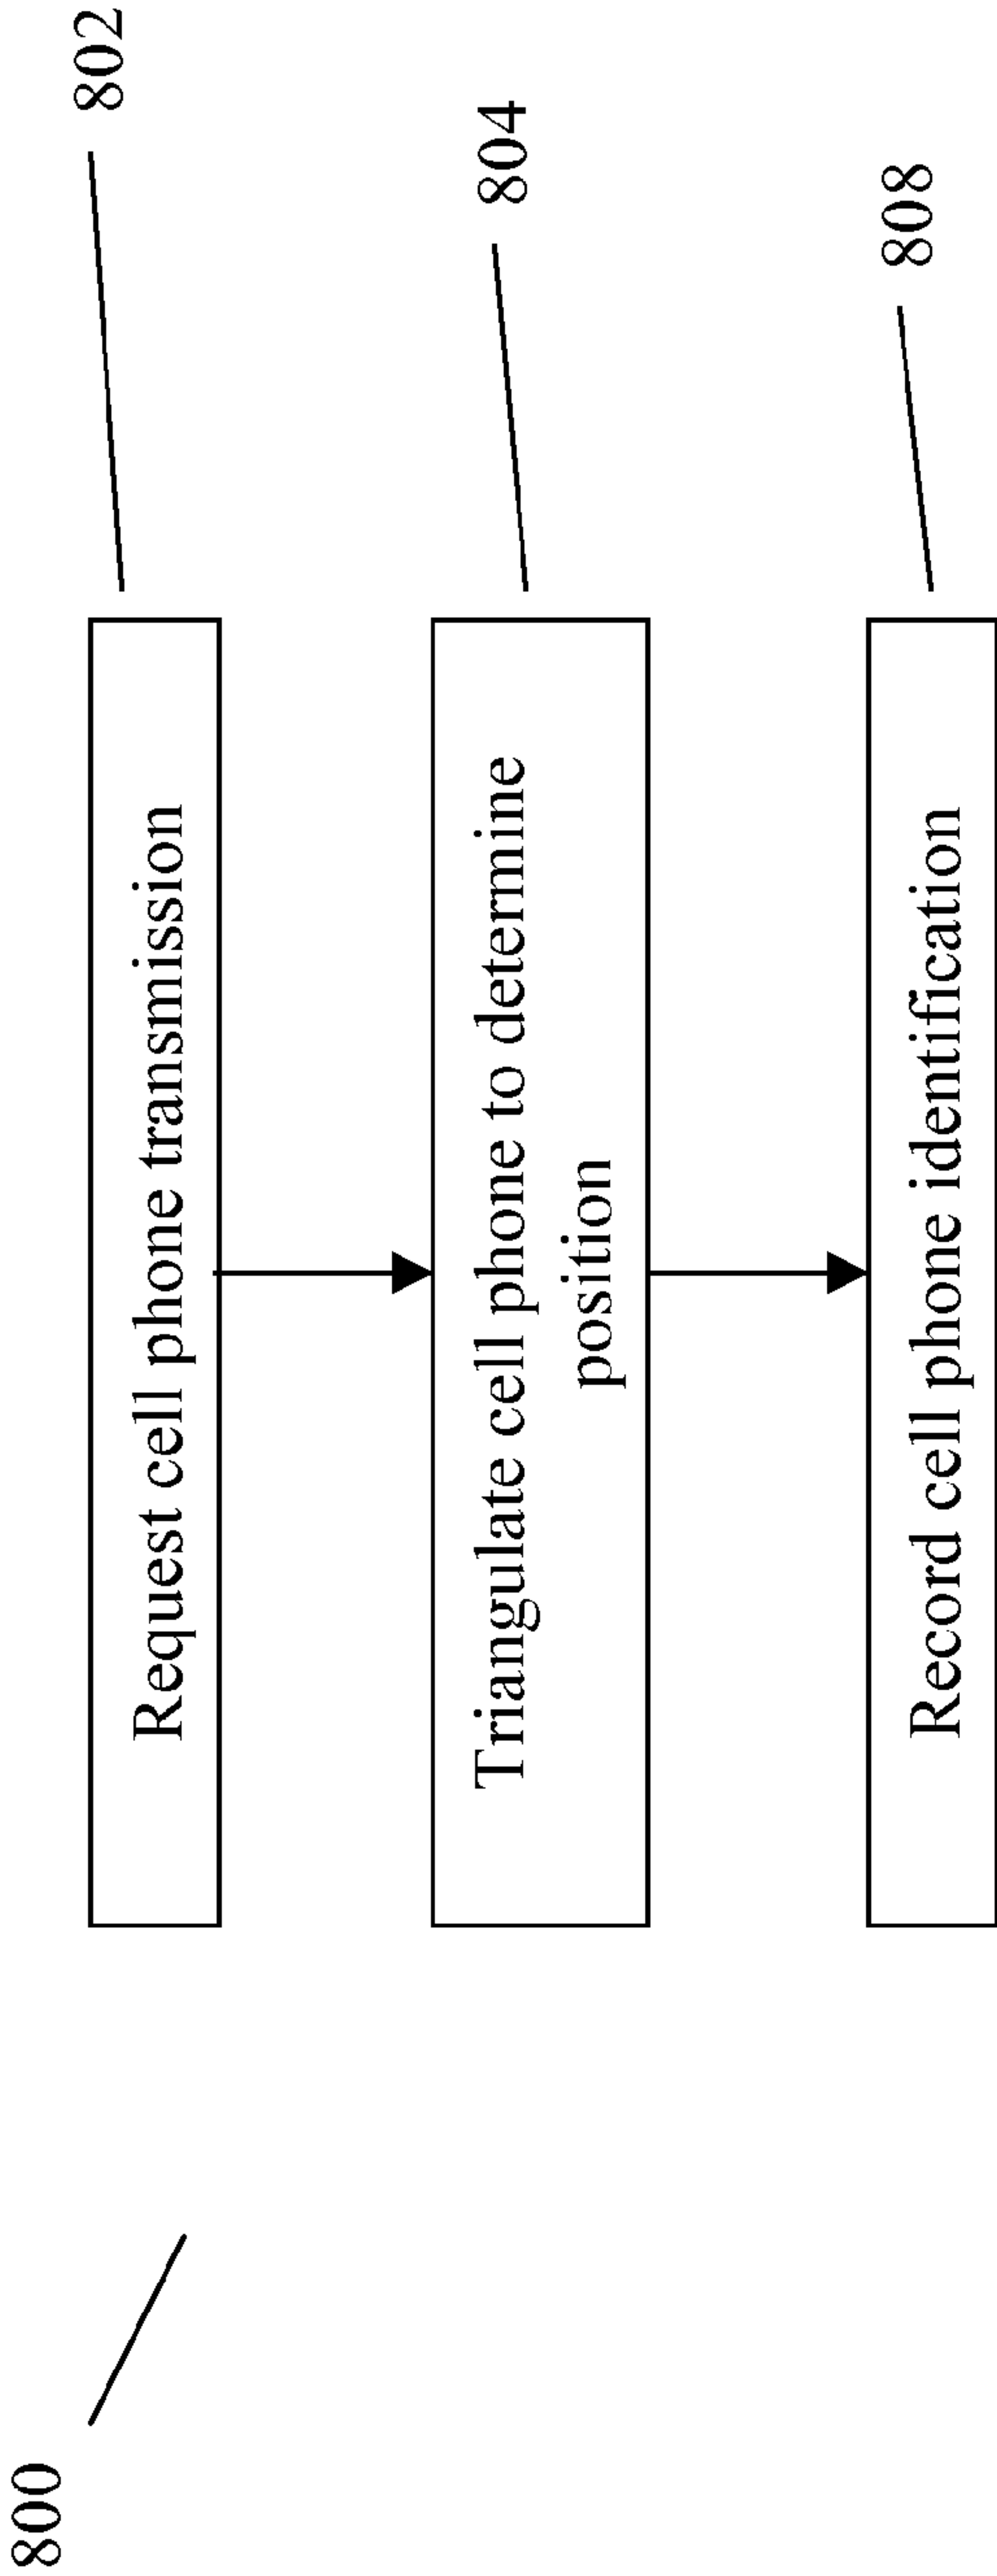 800
802
Request cell phone transmission
804
Triangulate cell phone to determine
position
808
Record cell phone identification